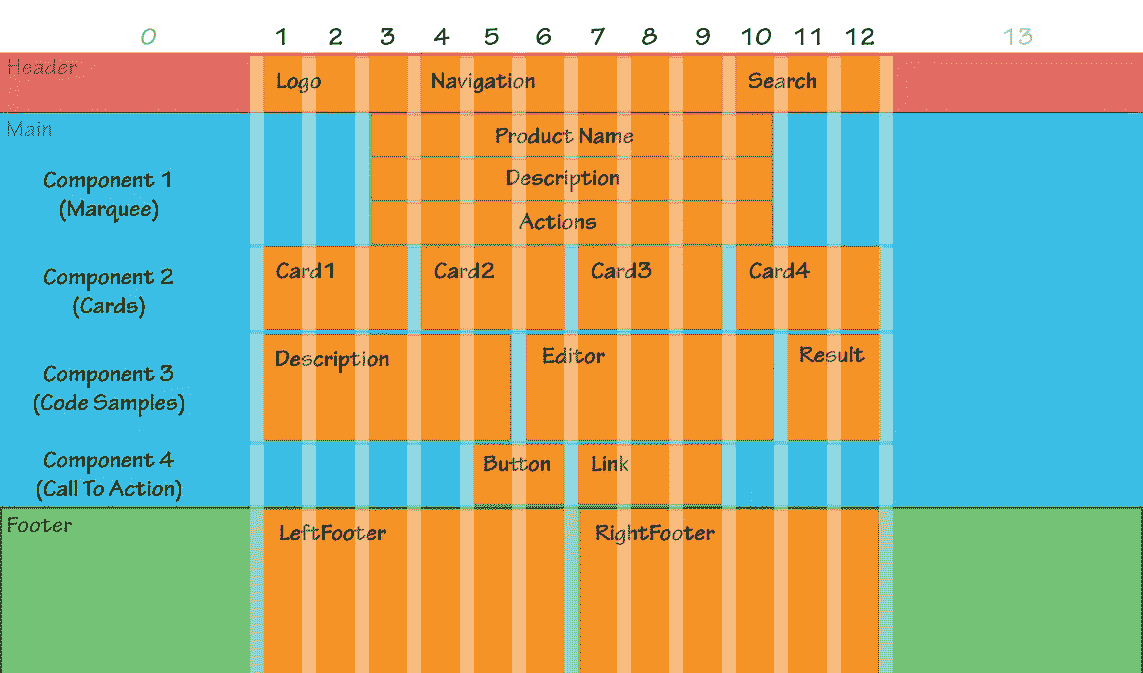 0 1 2 3 4 5 6 7 8 9 10 11 12 13
Header
Logo Navigation Search
Main
Product Name
Component 1
(Marquee)
Description
Actions
Component 2
(Cards)
Card1 Card2 Card3 Card4
Component 3
(Code Samples)
Description Editor Result
Component 4
(Call To Action)
Button Link
Footer
LeftFooter RightFooter